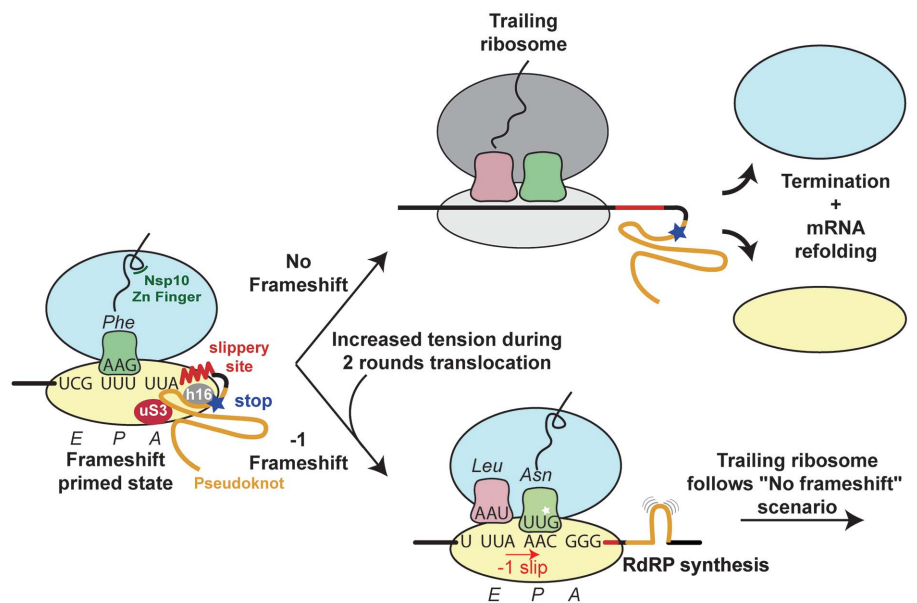 Trailing
ribosome
Termination
+
mRNA
refolding
No
Frameshift
Nsp10
Zn Finger
Phe
AAG
slippery
site
UCG UUU UUA
h16
stop
uS3
E P A
Frameshift
primed state
Pseudoknot
Increased tension during
2 rounds translocation
-1
Frameshift
Leu
Asn
AAU
UUG
U UUA AAC GGG
-1 slip
E P A
RdRP synthesis
Trailing ribosome
follows "No frameshift"
scenario